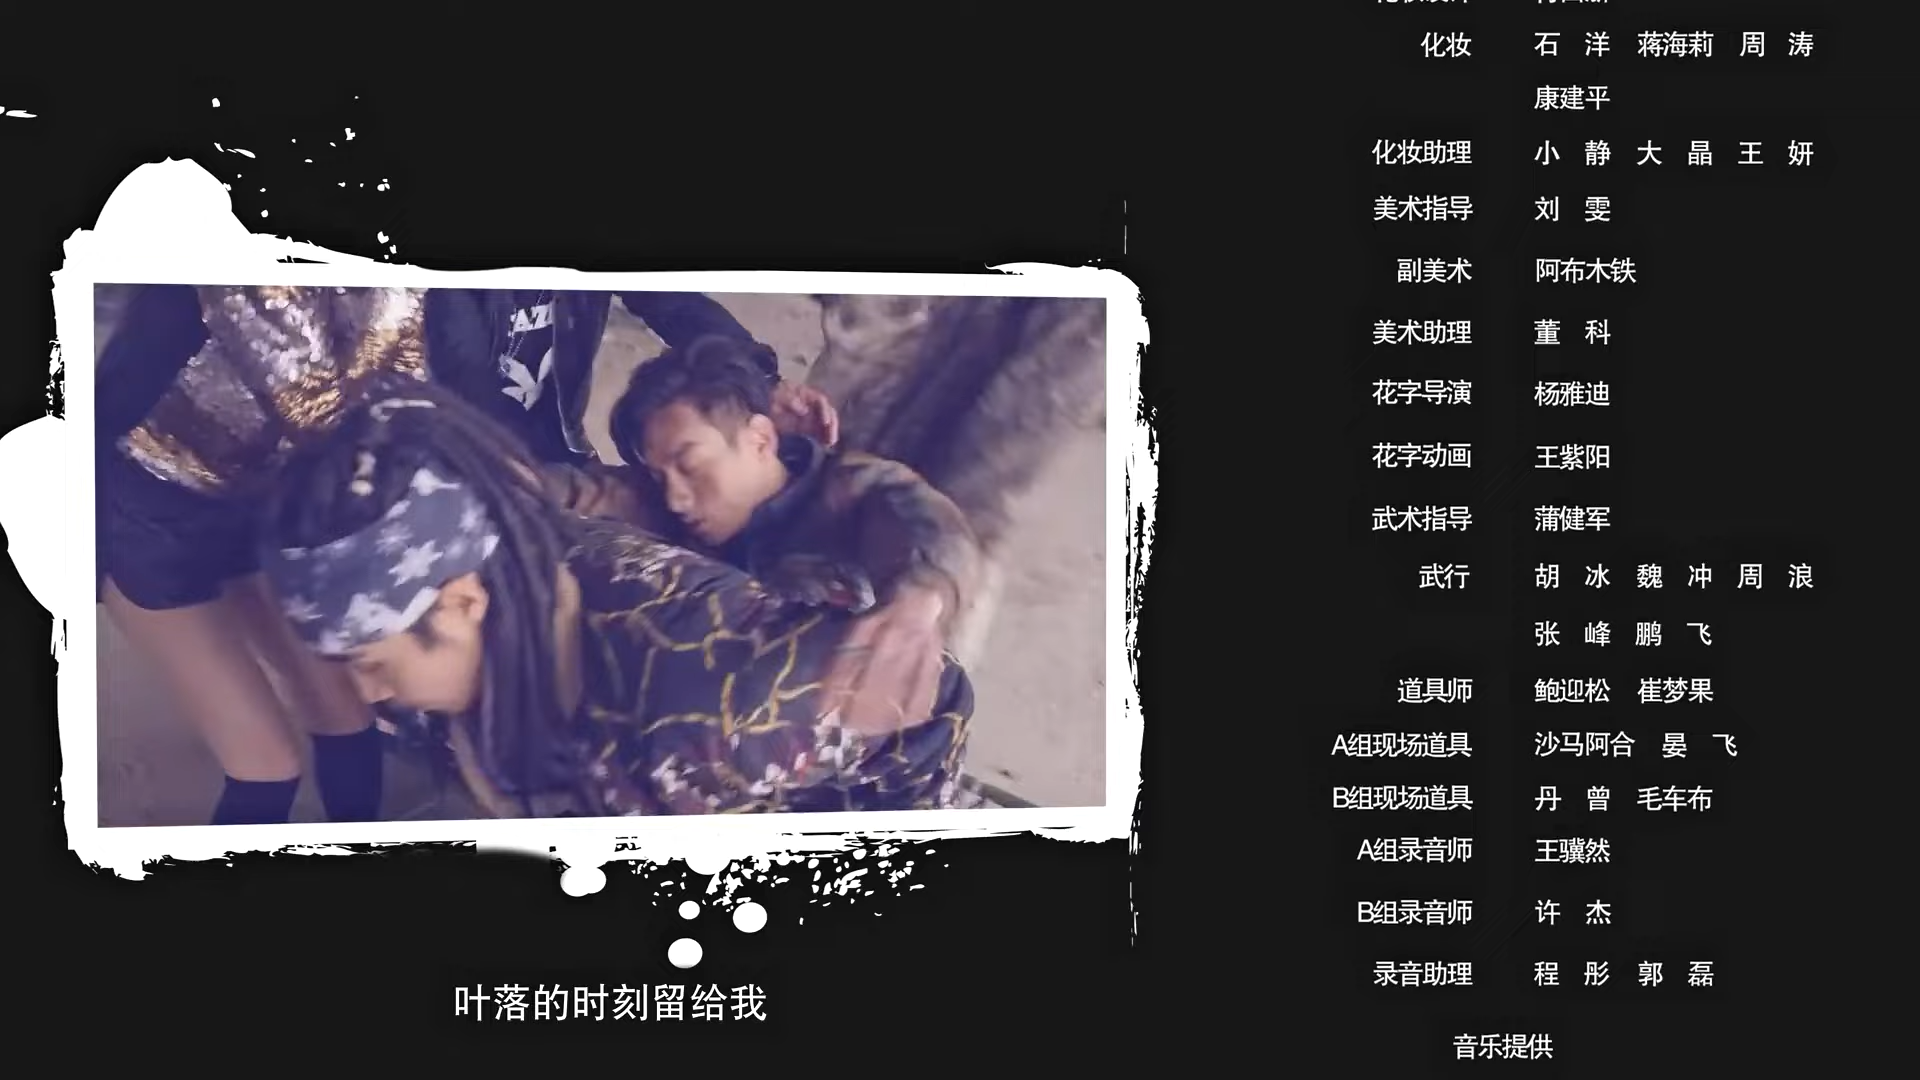 化妆 石 洋 蒋海莉 周 涛
康建平
化妆助理 小 静 大 晶 王 妍
美术指导 刘 雯
副美术 阿布木铁
美术助理 董 科
花字导演 杨雅迪
花字动画 王紫阳
武术指导 蒲健军
武行 胡 冰 魏 冲 周 浪
张 峰 鹏 飞
道具师 鲍迎松 崔梦果
A组现场道具 沙马阿合 晏 飞
B组现场道具 丹 曾 毛车布
A组录音师 王骥然
B组录音师 许 杰
录音助理 程 彤 郭 磊
音乐提供
叶落的时刻留给我